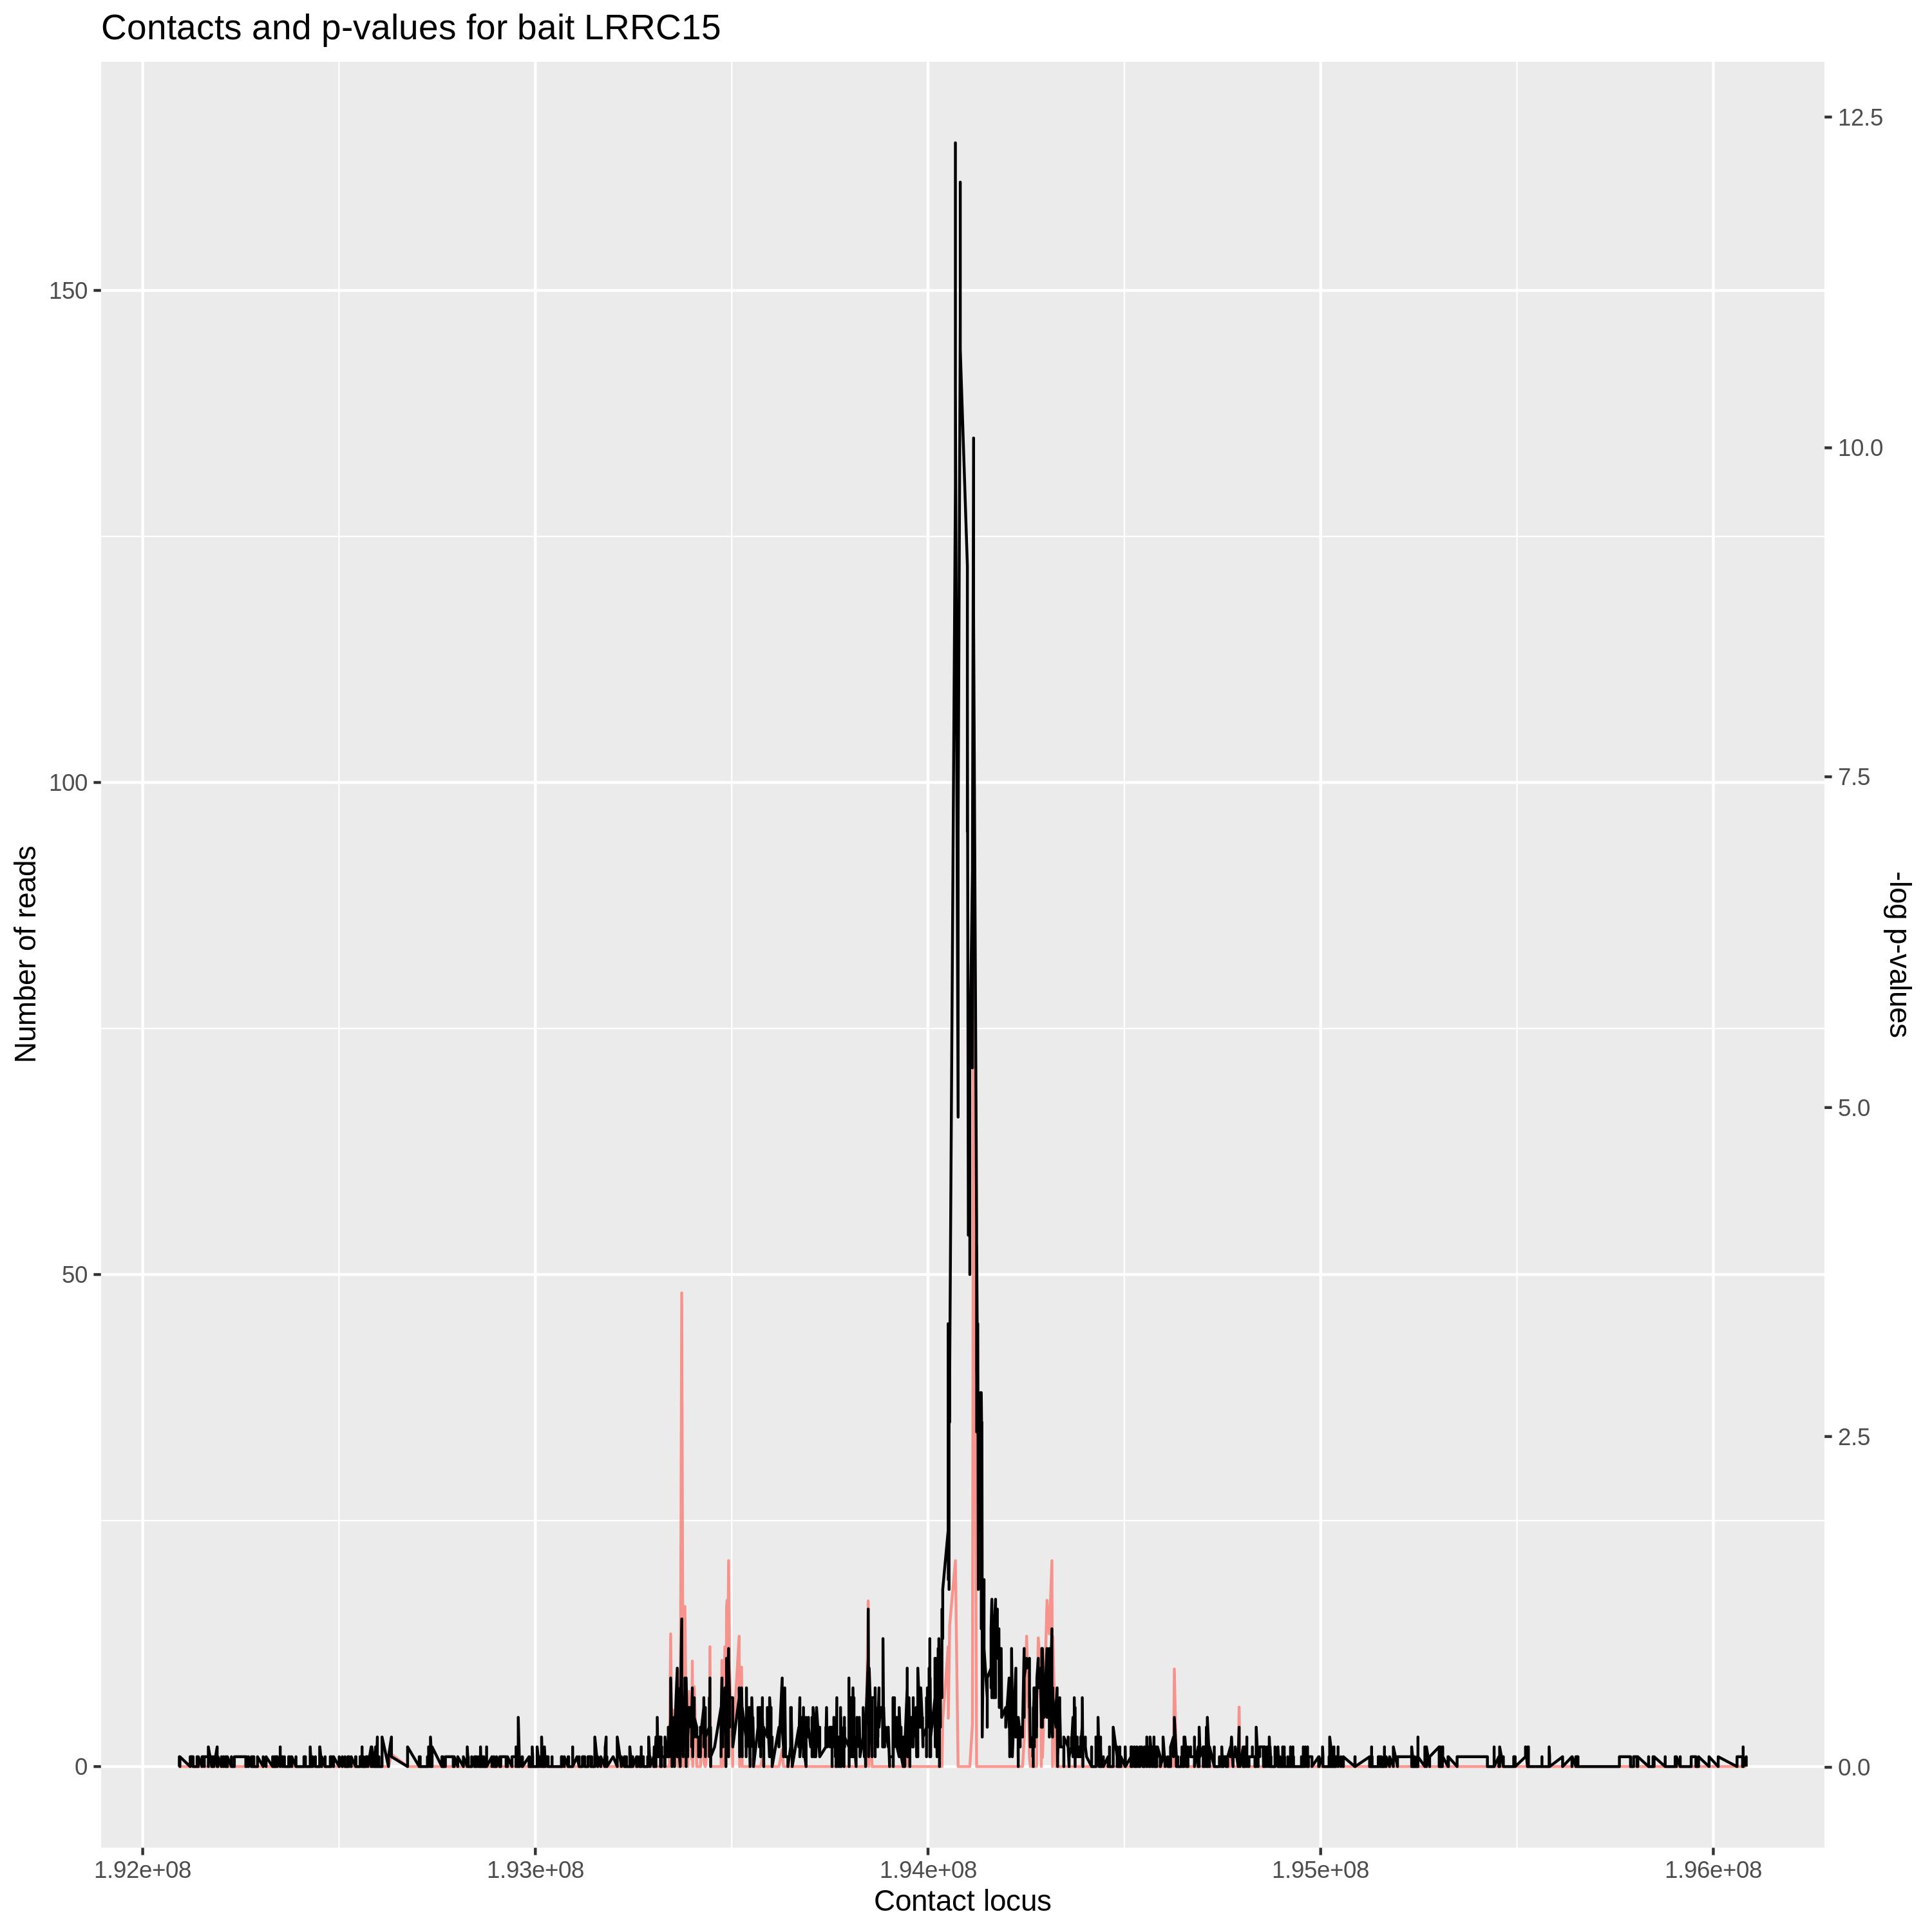 Contacts and p-values for bait LRRC15
Number of reads
150
100
50
0
12.5
10.0
7.5
5.0
2.5
0.0
-log p-values
1.92e+08
1.93e+08
1.94e+08
1.95e+08
1.96e+08
Contact locus